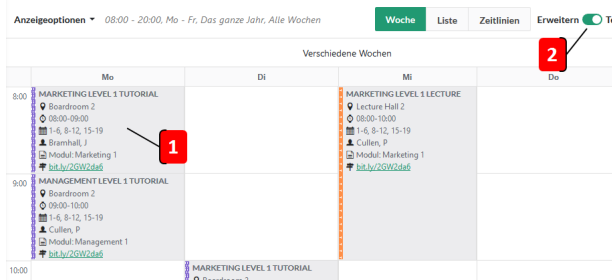 Anzeigeoptionen 08:00 - 20:00, Mo - Fr, Das ganze Jahr, Alle Wochen Woche Liste Zeitlinien Erweitern
2
Verschiedene Wochen
Mo Di Mi Do
8:00 MARKETING LEVEL 1 TUTORIAL
Boardroom 2
08:00-09:00
1-6, 8-12, 15-19
Bramhall, J
Modul: Marketing 1
bit.ly/2GW2da6
1
MARKETING LEVEL 1 LECTURE
Lecture Hall 2
08:00-10:00
1-6, 8-12, 15-19
Cullen, P
Modul: Marketing 1
bit.ly/2GW2da6
9:00 MANAGEMENT LEVEL 1 TUTORIAL
Boardroom 2
09:00-10:00
1-6, 8-12, 15-19
Cullen, P
Modul: Management 1
bit.ly/2GW2da6
10:00 MARKETING LEVEL 1 TUTORIAL
Boardroom 2